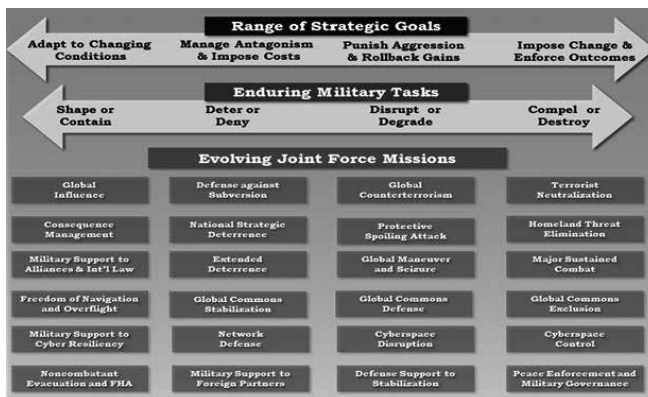 Range of Strategic Goals
Adapt to Changing
Conditions
Manage Antagonism
& Impose Costs
Punish Aggression
& Rollback Gains
Impose Change &
Enforce Outcomes
Enduring Military Tasks
Shape or
Contain
Deter or
Deny
Disrupt or
Degrade
Compel or
Destroy
Evolving Joint Force Missions
Global
Influence
Defense against
Subversion
Global
Counterterrorism
Terrorist
Neutralization
Consequence
Management
National Strategic
Deterrence
Protective
Spoiling Attack
Homeland Threat
Elimination
Military Support to
Alliances & Int'l Law
Extended
Deterrence
Global Maneuver
and Seizure
Major Sustained
Combat
Freedom of Navigation
and Overflight
Global Commons
Stabilization
Global Commons
Defense
Global Commons
Exclusion
Military Support to
Cyber Resiliency
Network
Defense
Cyberspace
Disruption
Cyberspace
Control
Noncombatant
Evacuation and FHA
Military Support to
Foreign Partners
Defense Support to
Stabilization
Peace Enforcement and
Military Governance